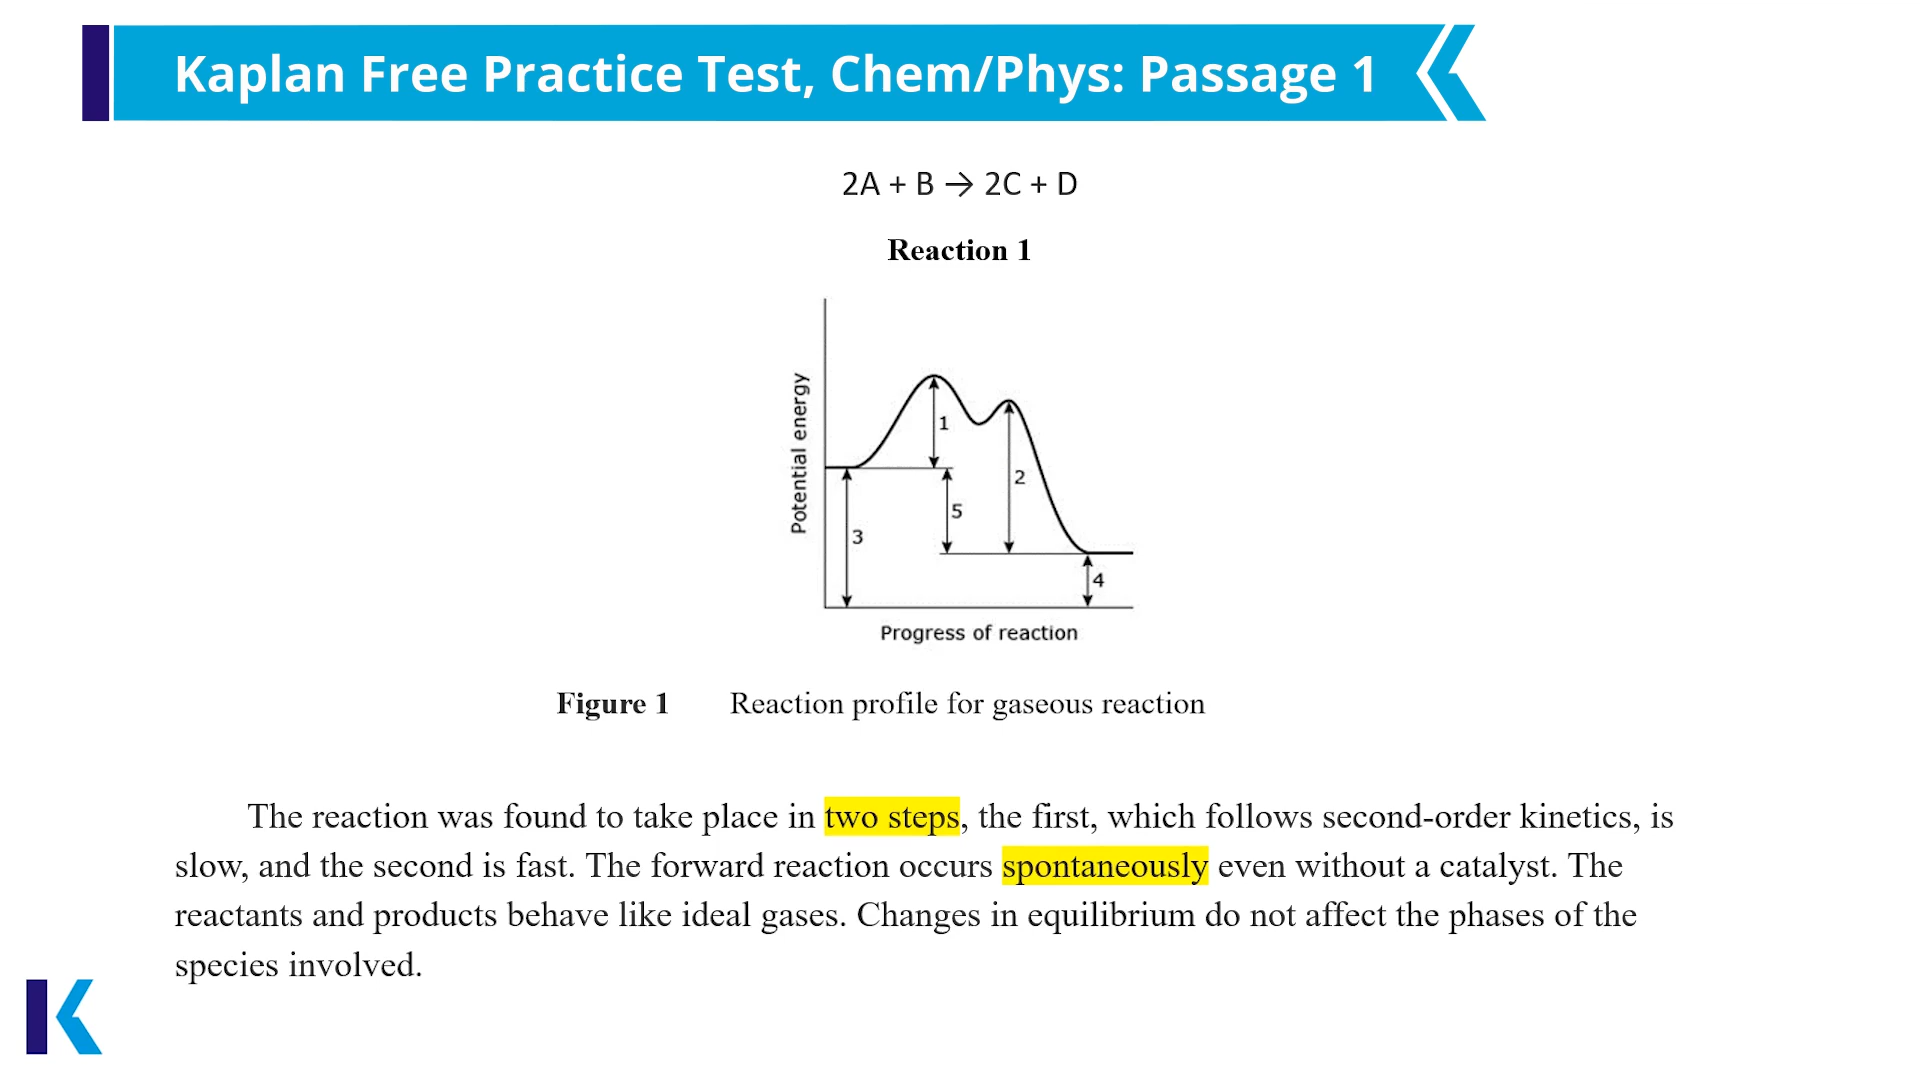 Kaplan Free Practice Test, Chem/Phys: Passage 1
2A + B → 2C + D
Reaction 1
Potential energy
1
2
5
3
4
Progress of reaction
Figure 1 Reaction profile for gaseous reaction
The reaction was found to take place in two steps, the first, which follows second-order kinetics, is
slow, and the second is fast. The forward reaction occurs spontaneously even without a catalyst. The
reactants and products behave like ideal gases. Changes in equilibrium do not affect the phases of the
species involved.
K